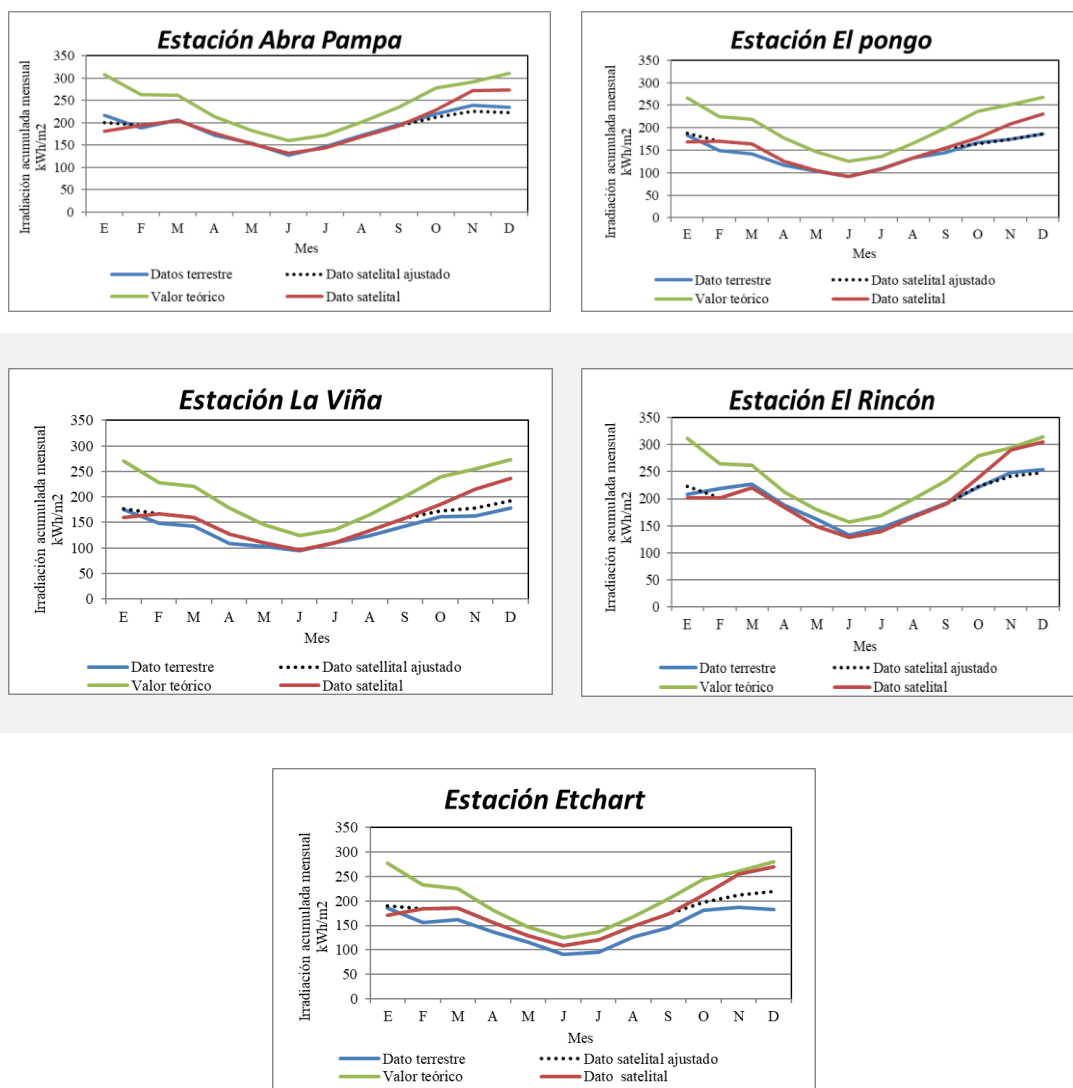 Estación Abra Pampa
Irradiación acumulada mensual
kWh/m2
350
300
250
200
150
100
50
0
E F M A M J J A S O N D
Mes
Datos terrestre Dato satelital ajustado
Valor teórico Dato satelital
Estación El pongo
Irradiación acumulada mensual
kWh/m2
350
300
250
200
150
100
50
0
E F M A M J J A S O N D
Mes
Dato terrestre Dato satelital ajustado
Valor teórico Dato satelital
Estación La Viña
Irradiación acumulada mensual
kWh/m2
350
300
250
200
150
100
50
0
E F M A M J J A S O N D
Mes
Dato terrestre Dato satellital ajustado
Valor teórico Dato satelital
Estación El Rincón
Irradiación acumulada mensual
kWh/m2
350
300
250
200
150
100
50
0
E F M A M J J A S O N D
Mes
Dato terrestre Dato satelital ajustado
Valor teórico Dato satelital
Estación Etchart
Irradiación acumulada mensual
kWh/m2
350
300
250
200
150
100
50
0
E F M A M J J A S O N D
Mes
Dato terrestre Dato satelital ajustado
Valor teórico Dato satelital